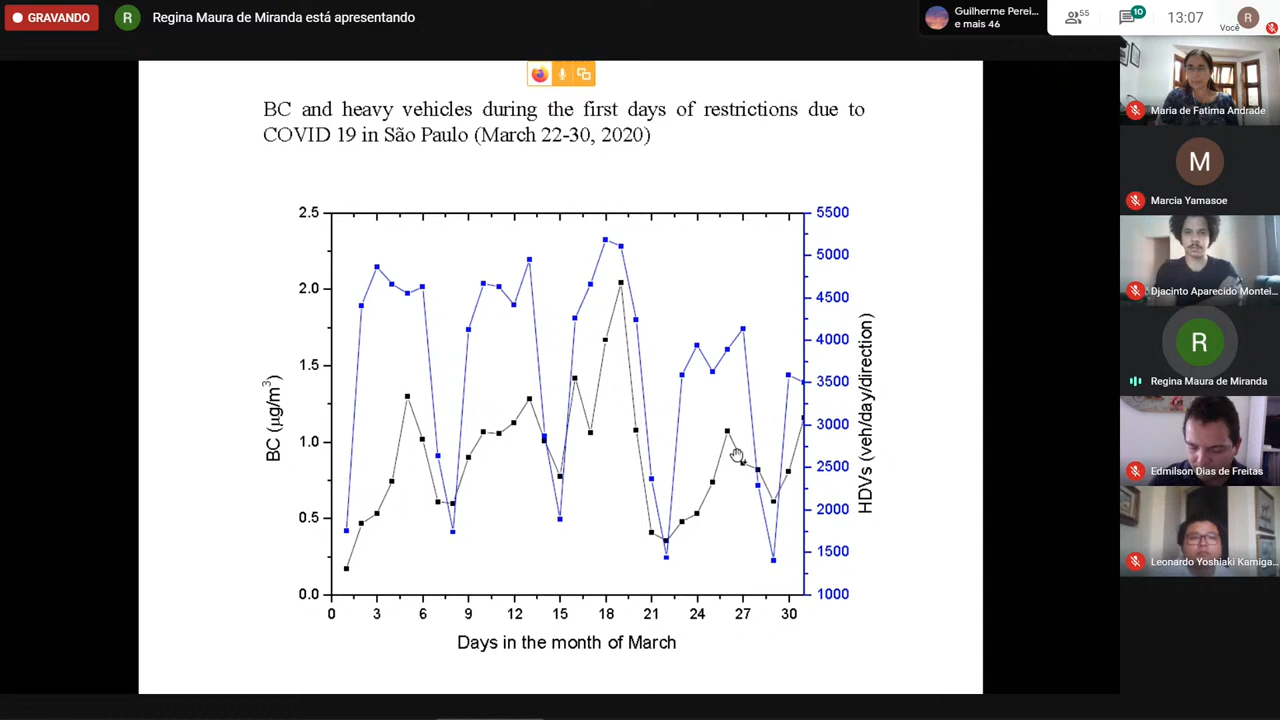 GRAVANDO
R
Regina Maura de Miranda está apresentando
Guilherme Perei...
e mais 46
55
10
13:07
Você
R
BC and heavy vehicles during the first days of restrictions due to
COVID 19 in São Paulo (March 22-30, 2020)
2.5
2.0
1.5
1.0
0.5
0.0
BC (µg/m³)
5500
5000
4500
4000
3500
3000
2500
2000
1500
1000
HDVs (veh/day/direction)
0 3 6 9 12 15 18 21 24 27 30
Days in the month of March
Maria de Fatima Andrade
M
Marcia Yamasoe
Djacinto Aparecido Montei...
R
Regina Maura de Miranda
Edmilson Dias de Freitas
Leonardo Yoshiaki Kamiga...